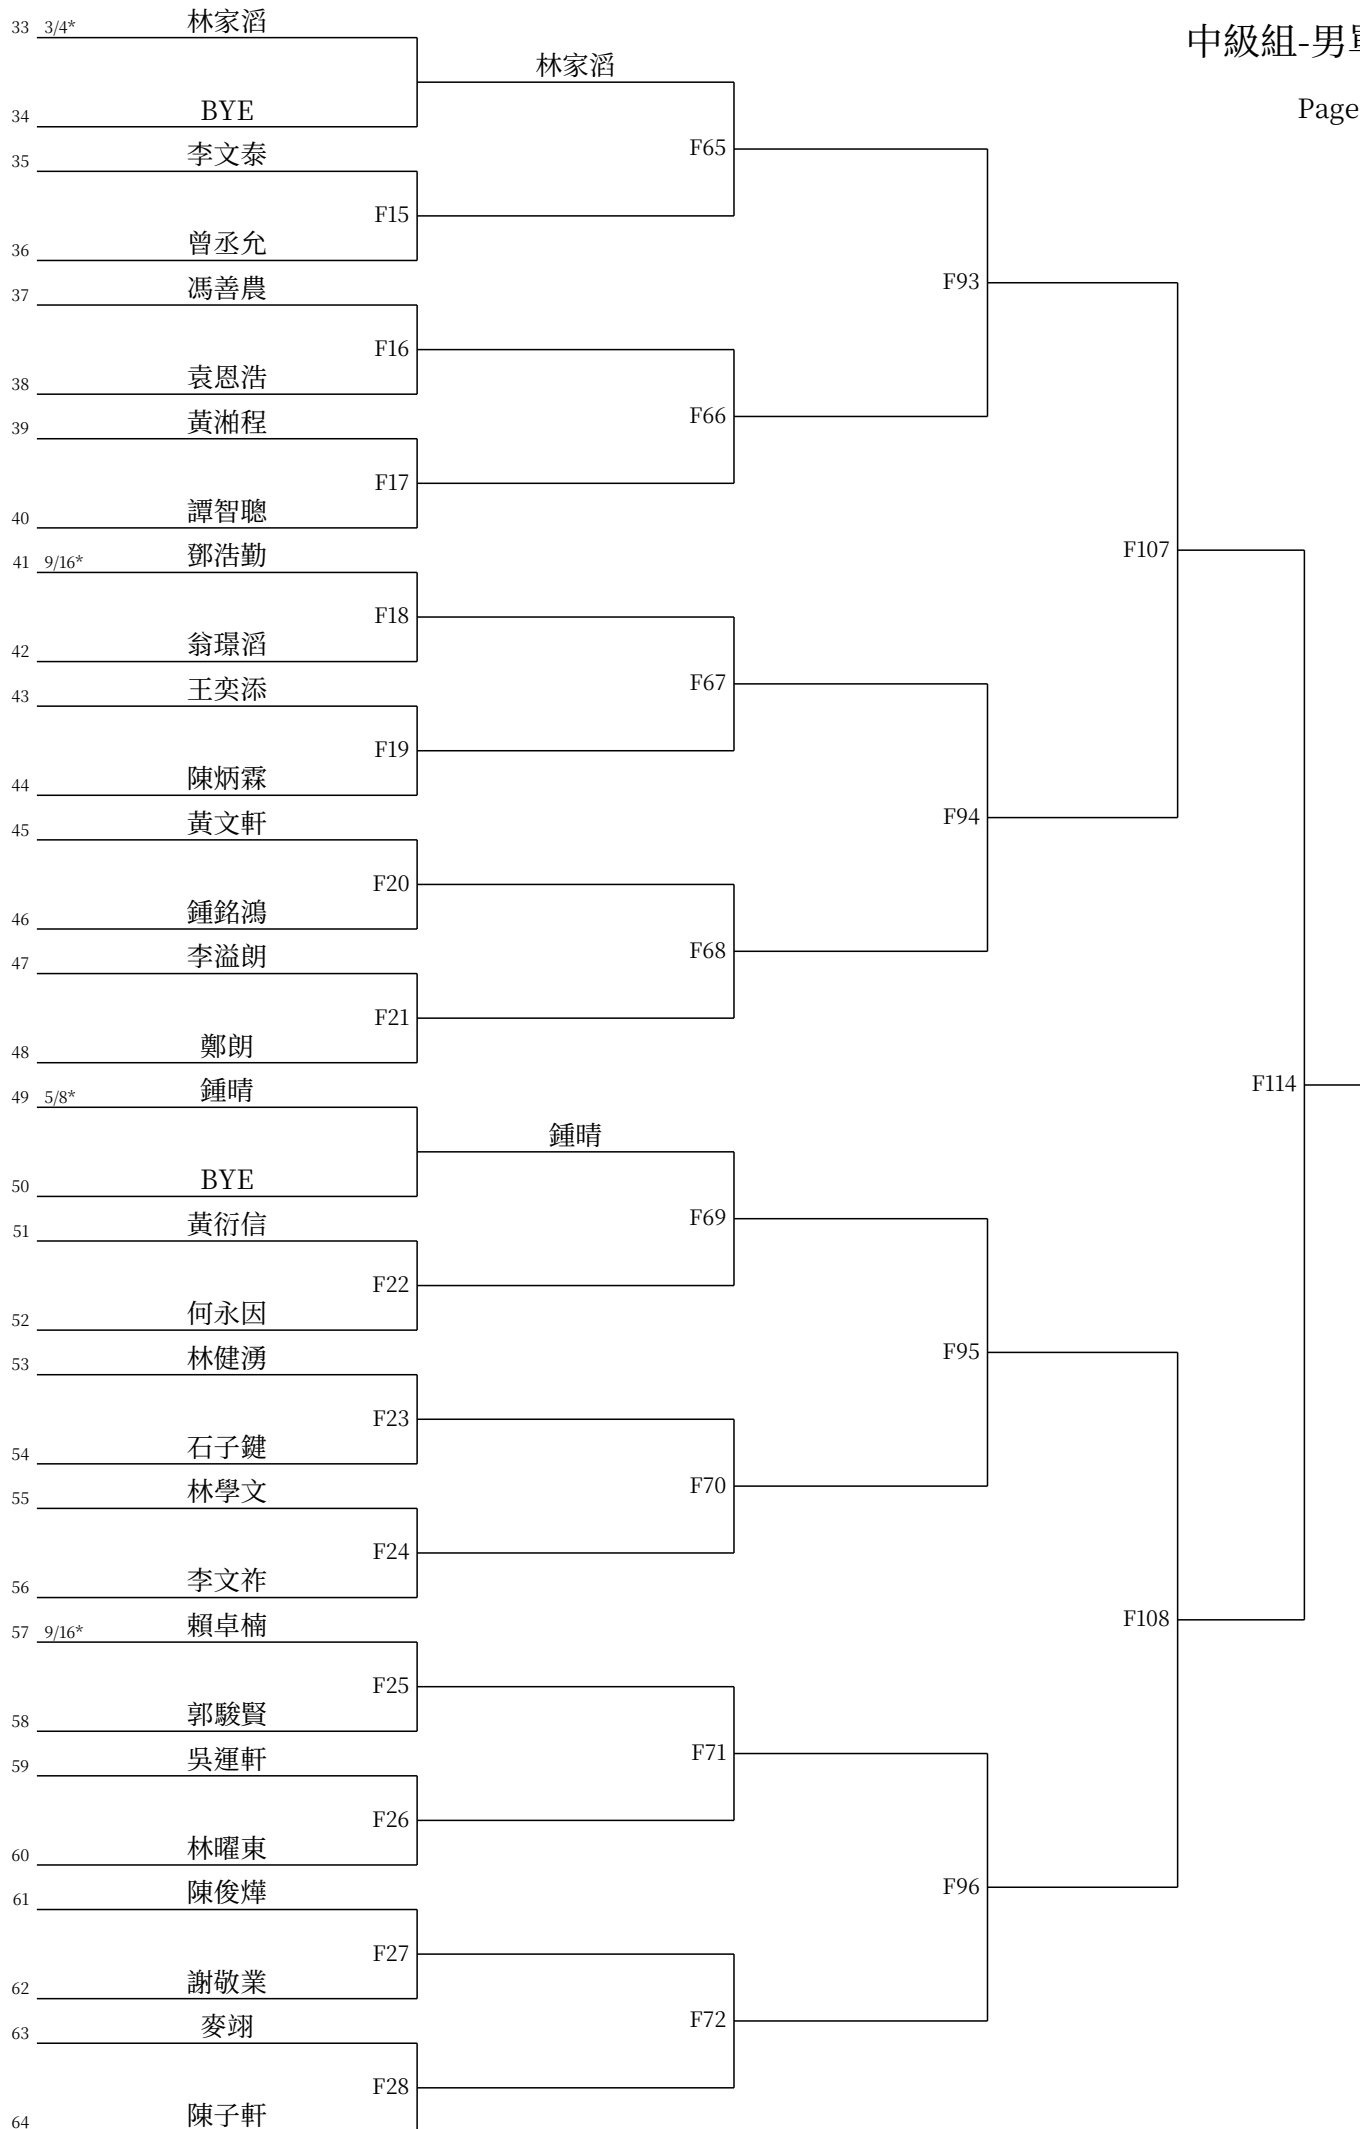 中級組-男單
Page
33 3/4* 林家滔
林家滔
34 BYE
35 李文泰
F65
F15
36 曾丞允
37 馮善農
F93
F16
38 袁恩浩
39 黃湘程
F66
F17
40 譚智聰
41 9/16* 鄧浩勤
F107
F18
42 翁璟滔
43 王奕添
F67
F19
44 陳炳霖
45 黃文軒
F94
F20
46 鍾銘鴻
47 李溢朗
F68
F21
48 鄭朗
49 5/8* 鍾晴
F114
鍾晴
50 BYE
51 黃衍信
F69
F22
52 何永因
53 林健湧
F95
F23
54 石子鍵
55 林學文
F70
F24
56 李文祚
57 9/16* 賴卓楠
F108
F25
58 郭駿賢
59 吳運軒
F71
F26
60 林曜東
61 陳俊燁
F96
F27
62 謝敬業
63 麥翊
F72
F28
64 陳子軒